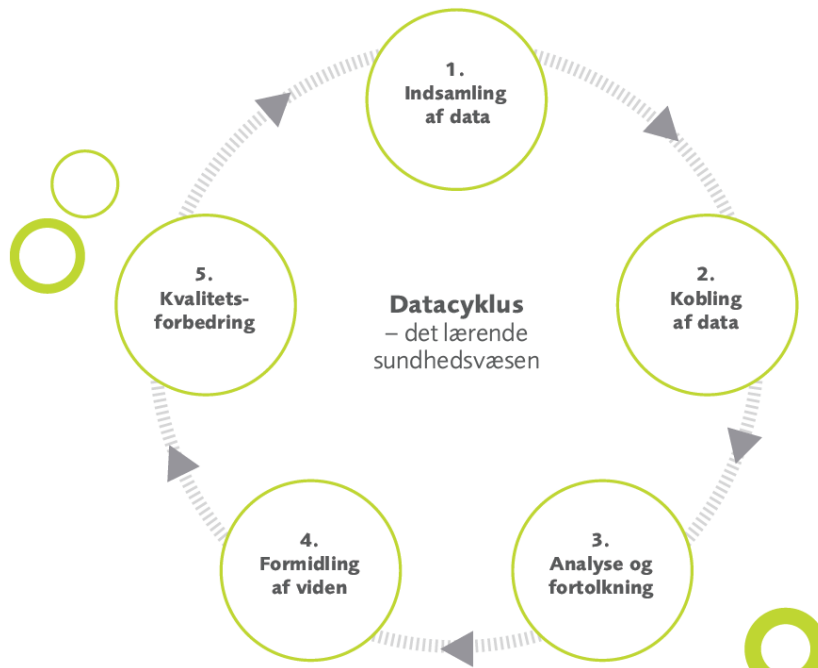 1.
Indsamling
af data
2.
Kobling
af data
3.
Analyse og
fortolkning
4.
Formidling
af viden
5.
Kvalitets-
forbedring
Datacyklus
– det lærende
sundhedsvæsen